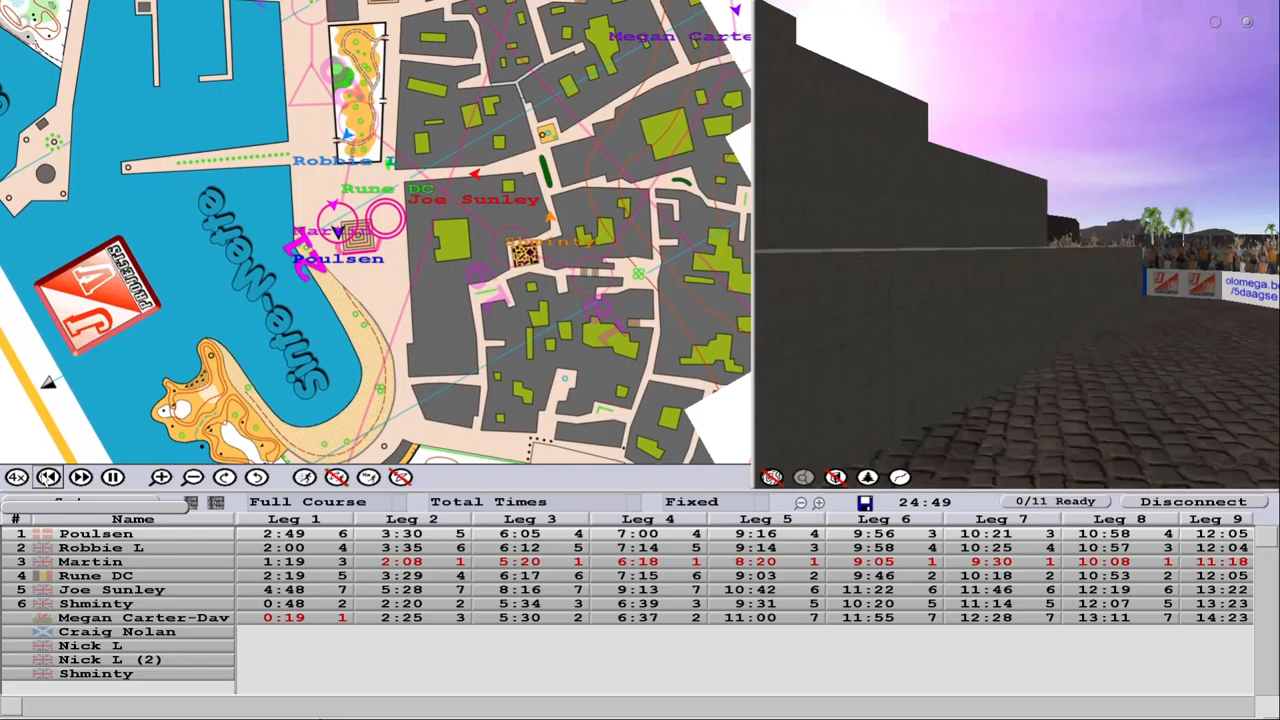 Megan Carte
Robbie L
Rune DC
Joe Sunley
Martin
Shminty
Poulsen
Sinte-Mette
PROJECTS
olomega.b
/5daagse
4x
Full Course Total Times Fixed 24:49 0/11 Ready Disconnect
# Name Leg 1 Leg 2 Leg 3 Leg 4 Leg 5 Leg 6 Leg 7 Leg 8 Leg 9
1 Poulsen 2:49 6 3:30 5 6:05 4 7:00 4 9:16 4 9:56 3 10:21 3 10:58 4 12:05
2 Robbie L 2:00 4 3:35 6 6:12 5 7:14 5 9:14 3 9:58 4 10:25 4 10:57 3 12:04
3 Martin 1:19 3 2:08 1 5:20 1 6:18 1 8:20 1 9:05 1 9:30 1 10:08 1 11:18
4 Rune DC 2:19 5 3:29 4 6:17 6 7:15 6 9:03 2 9:46 2 10:18 2 10:53 2 12:05
5 Joe Sunley 4:48 7 5:28 7 8:16 7 9:13 7 10:42 6 11:22 6 11:46 6 12:19 6 13:22
6 Shminty 0:48 2 2:20 2 5:34 3 6:39 3 9:31 5 10:20 5 11:14 5 12:07 5 13:23
Megan Carter-Dav 0:19 1 2:25 3 5:30 2 6:37 2 11:00 7 11:55 7 12:28 7 13:11 7 14:23
Craig Nolan
Nick L
Nick L (2)
Shminty